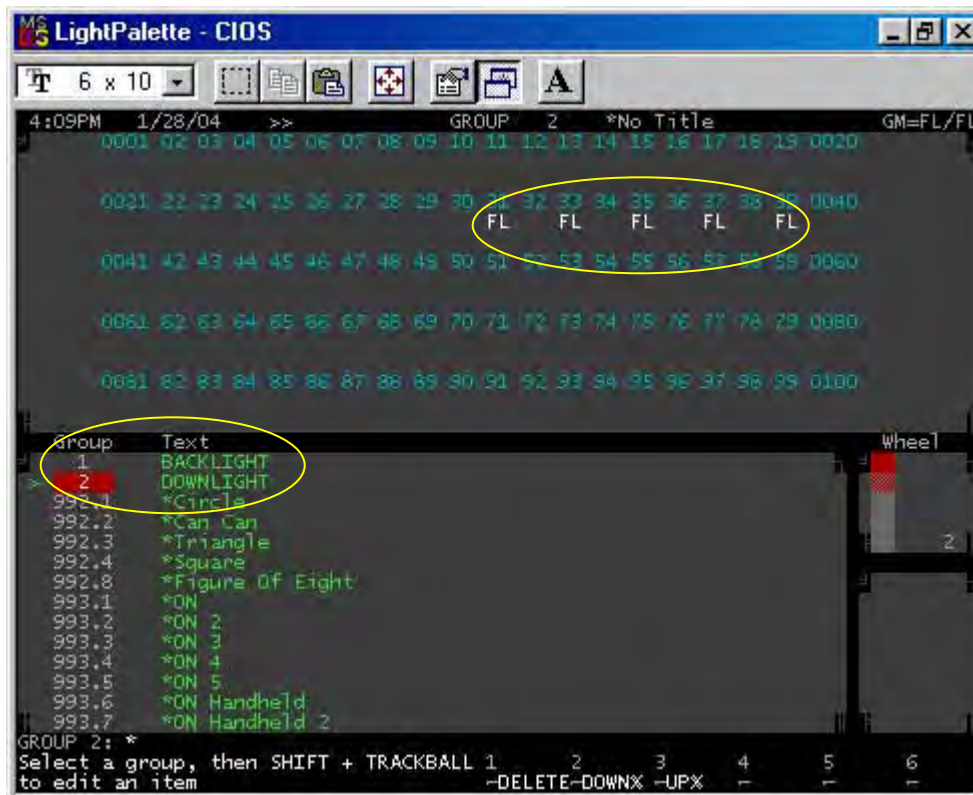 LightPalette - CIOS
6 x 10
4:09PM 1/28/04 >> GROUP 2 *No Title GM=FL/FL
0001 02 03 04 05 06 07 08 09 10 11 12 13 14 15 16 17 18 19 0020
0021 22 23 24 25 26 27 28 29 30 31 32 33 34 35 36 37 38 39 0040
FL FL FL FL FL
0041 42 43 44 45 46 47 48 49 50 51 52 53 54 55 56 57 58 59 0060
0061 62 63 64 65 66 67 68 69 70 71 72 73 74 75 76 77 78 79 0080
0081 82 83 84 85 86 87 88 89 90 91 92 93 94 95 96 97 98 99 0100
Group Text Wheel
1 BACKLIGHT
> 2 DOWNLIGHT
992.1 *Circle
992.2 *Can Can
992.3 *Triangle 2
992.4 *Square
992.8 *Figure Of Eight
993.1 *ON
993.2 *ON 2
993.3 *ON 3
993.4 *ON 4
993.5 *ON 5
993.6 *ON Handheld
993.7 *ON Handheld 2
GROUP 2: *
Select a group, then SHIFT + TRACKBALL 1 2 3 4 5 6
to edit an item ⌐DELETE⌐DOWN% ⌐UP% ⌐ ⌐ ⌐